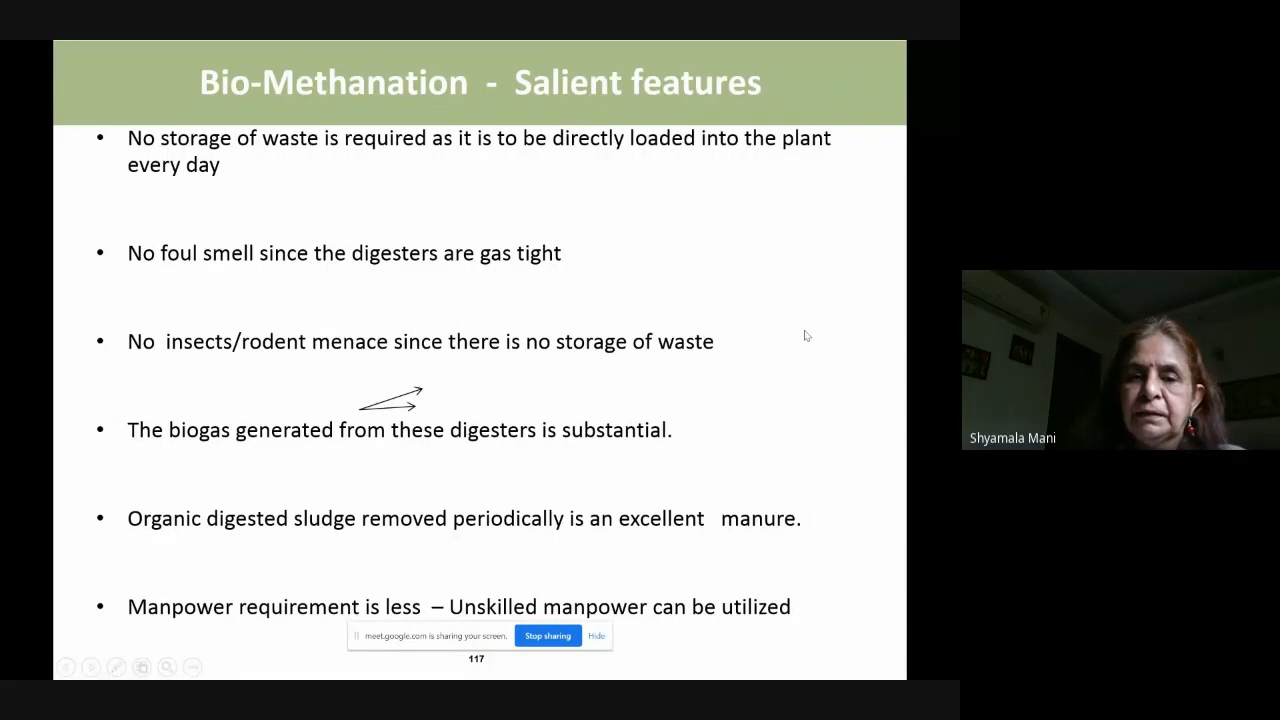 Bio-Methanation - Salient features
• No storage of waste is required as it is to be directly loaded into the plant
every day
• No foul smell since the digesters are gas tight
• No insects/rodent menace since there is no storage of waste
• The biogas generated from these digesters is substantial.
• Organic digested sludge removed periodically is an excellent manure.
• Manpower requirement is less – Unskilled manpower can be utilized
meet.google.com is sharing your screen. Stop sharing Hide
117
Shyamala Mani